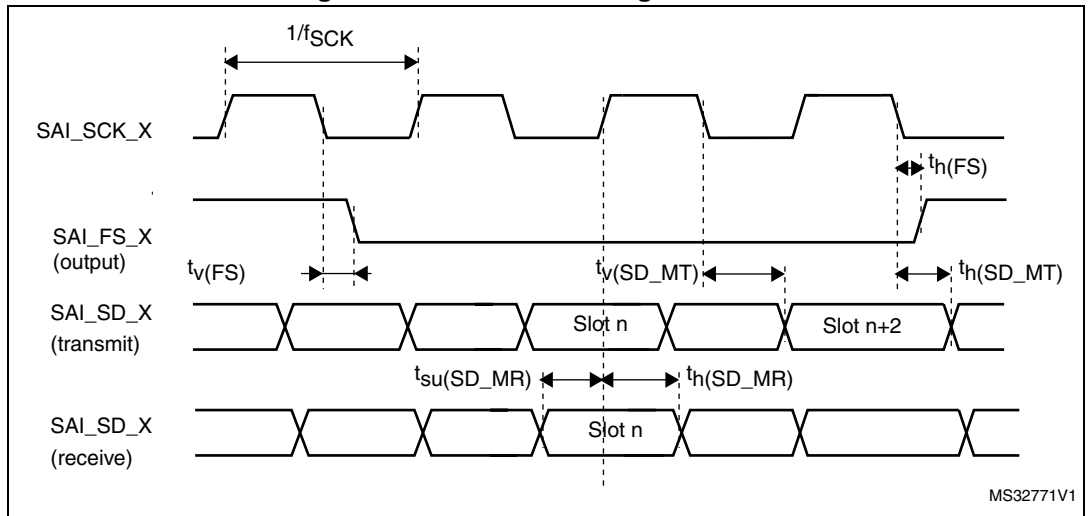 1/fSCK
SAI_SCK_X
th(FS)
SAI_FS_X
(output)
tv(FS)
tv(SD_MT)
th(SD_MT)
SAI_SD_X
(transmit)
Slot n
Slot n+2
tsu(SD_MR)
th(SD_MR)
SAI_SD_X
(receive)
Slot n
MS32771V1